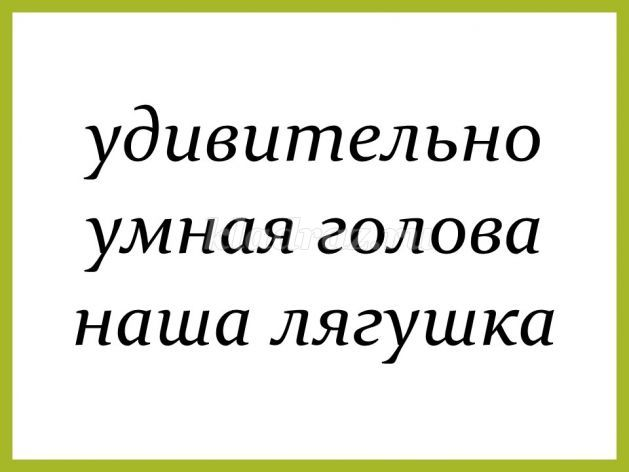 удивительно
умная голова
наша лягушка